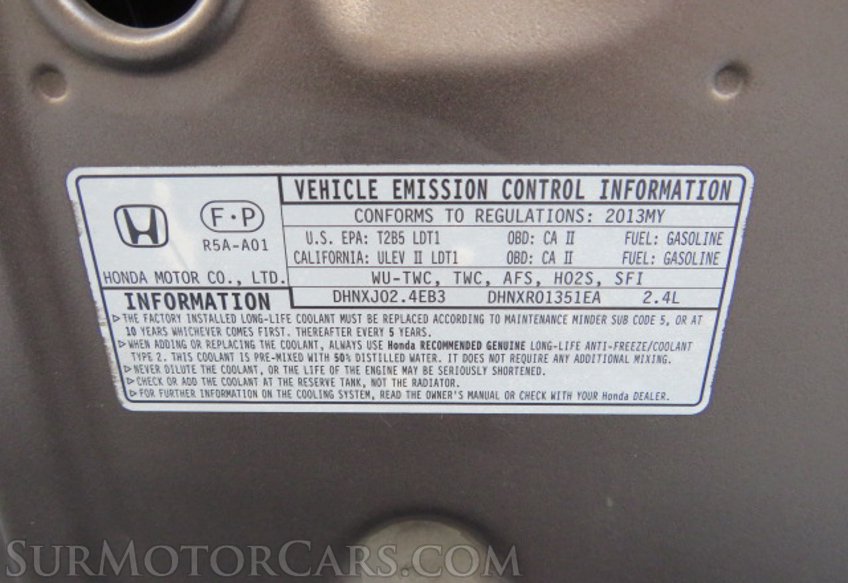 VEHICLE EMISSION CONTROL INFORMATION
F·P
CONFORMS TO REGULATIONS: 2013MY
R5A-A01
U.S. EPA: T2B5 LDT1 OBD: CA II FUEL: GASOLINE
CALIFORNIA: ULEV II LDT1 OBD: CA II FUEL: GASOLINE
HONDA MOTOR CO., LTD. WU-TWC, TWC, AFS, HO2S, SFI
INFORMATION DHNXJ02.4EB3 DHNXR01351EA 2.4L
▷THE FACTORY INSTALLED LONG-LIFE COOLANT MUST BE REPLACED ACCORDING TO MAINTENANCE MINDER SUB CODE 5, OR AT
10 YEARS WHICHEVER COMES FIRST. THEREAFTER EVERY 5 YEARS.
▷WHEN ADDING OR REPLACING THE COOLANT, ALWAYS USE Honda RECOMMENDED GENUINE LONG-LIFE ANTI-FREEZE/COOLANT
TYPE 2. THIS COOLANT IS PRE-MIXED WITH 50% DISTILLED WATER. IT DOES NOT REQUIRE ANY ADDITIONAL MIXING.
▷NEVER DILUTE THE COOLANT, OR THE LIFE OF THE ENGINE MAY BE SERIOUSLY SHORTENED.
▷CHECK OR ADD THE COOLANT AT THE RESERVE TANK, NOT THE RADIATOR.
▷FOR FURTHER INFORMATION ON THE COOLING SYSTEM, READ THE OWNER'S MANUAL OR CHECK WITH YOUR Honda DEALER.
SURMOTORCARS.COM